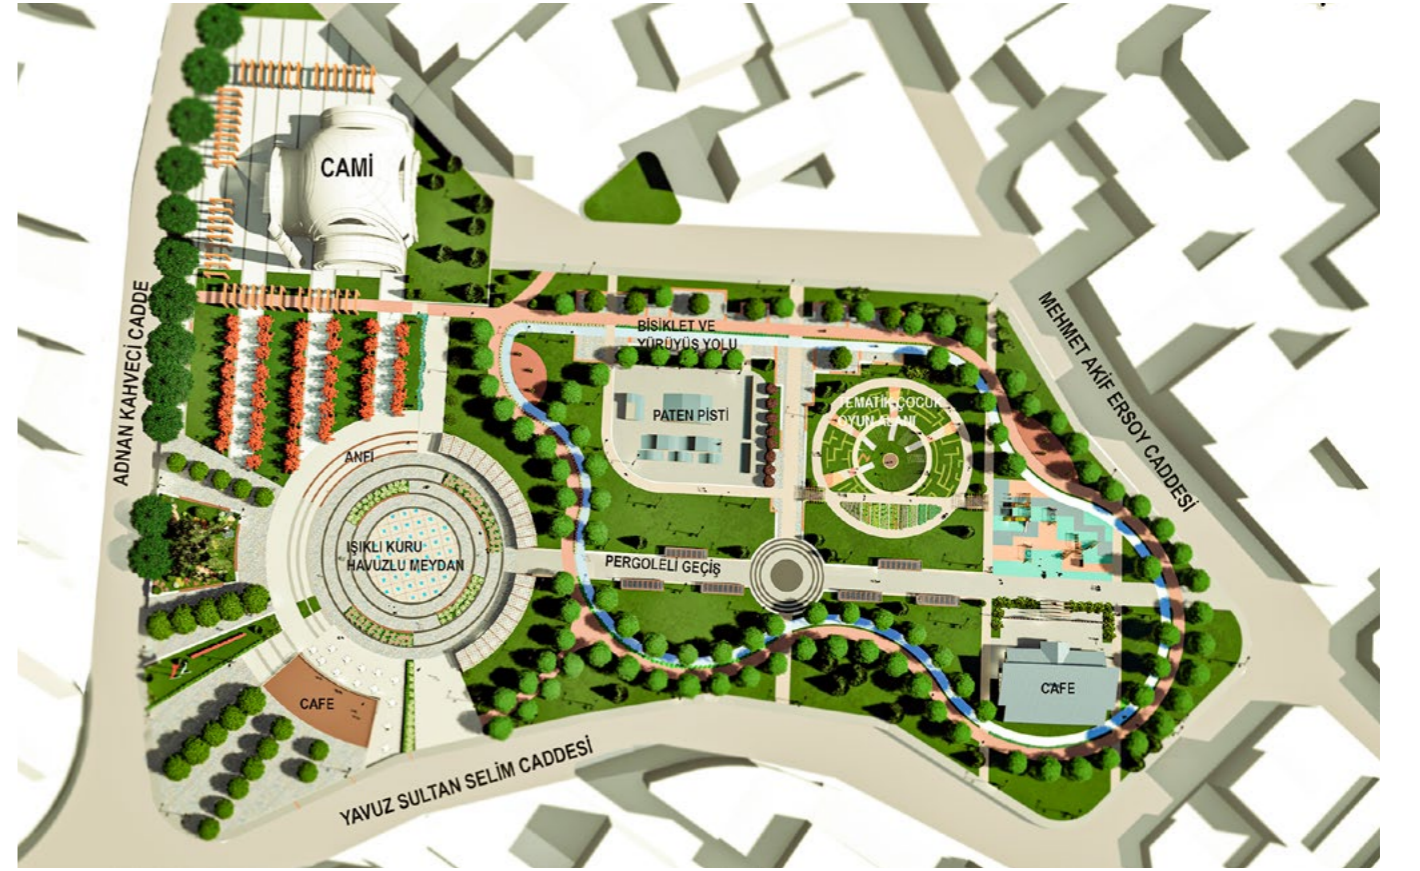 CAMİ
ADNAN KAHVECİ CADDE
MEHMET AKİF ERSOY CADDESİ
BİSİKLET VE
YÜRÜYÜŞ YOLU
PATEN PİSTİ
TEMATİK ÇOCUK
OYUN ALANI
ANFİ
IŞIKLI KURU
HAVUZLU MEYDAN
PERGOLELİ GEÇİŞ
CAFE
CAFE
YAVUZ SULTAN SELİM CADDESİ